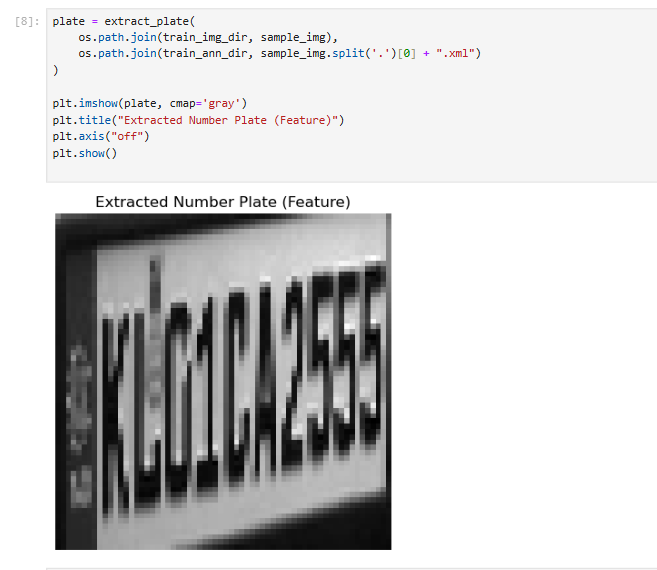 [8]:
plate = extract_plate(
os.path.join(train_img_dir, sample_img),
os.path.join(train_ann_dir, sample_img.split('.')[0] + ".xml")
)
plt.imshow(plate, cmap='gray')
plt.title("Extracted Number Plate (Feature)")
plt.axis("off")
plt.show()
Extracted Number Plate (Feature)